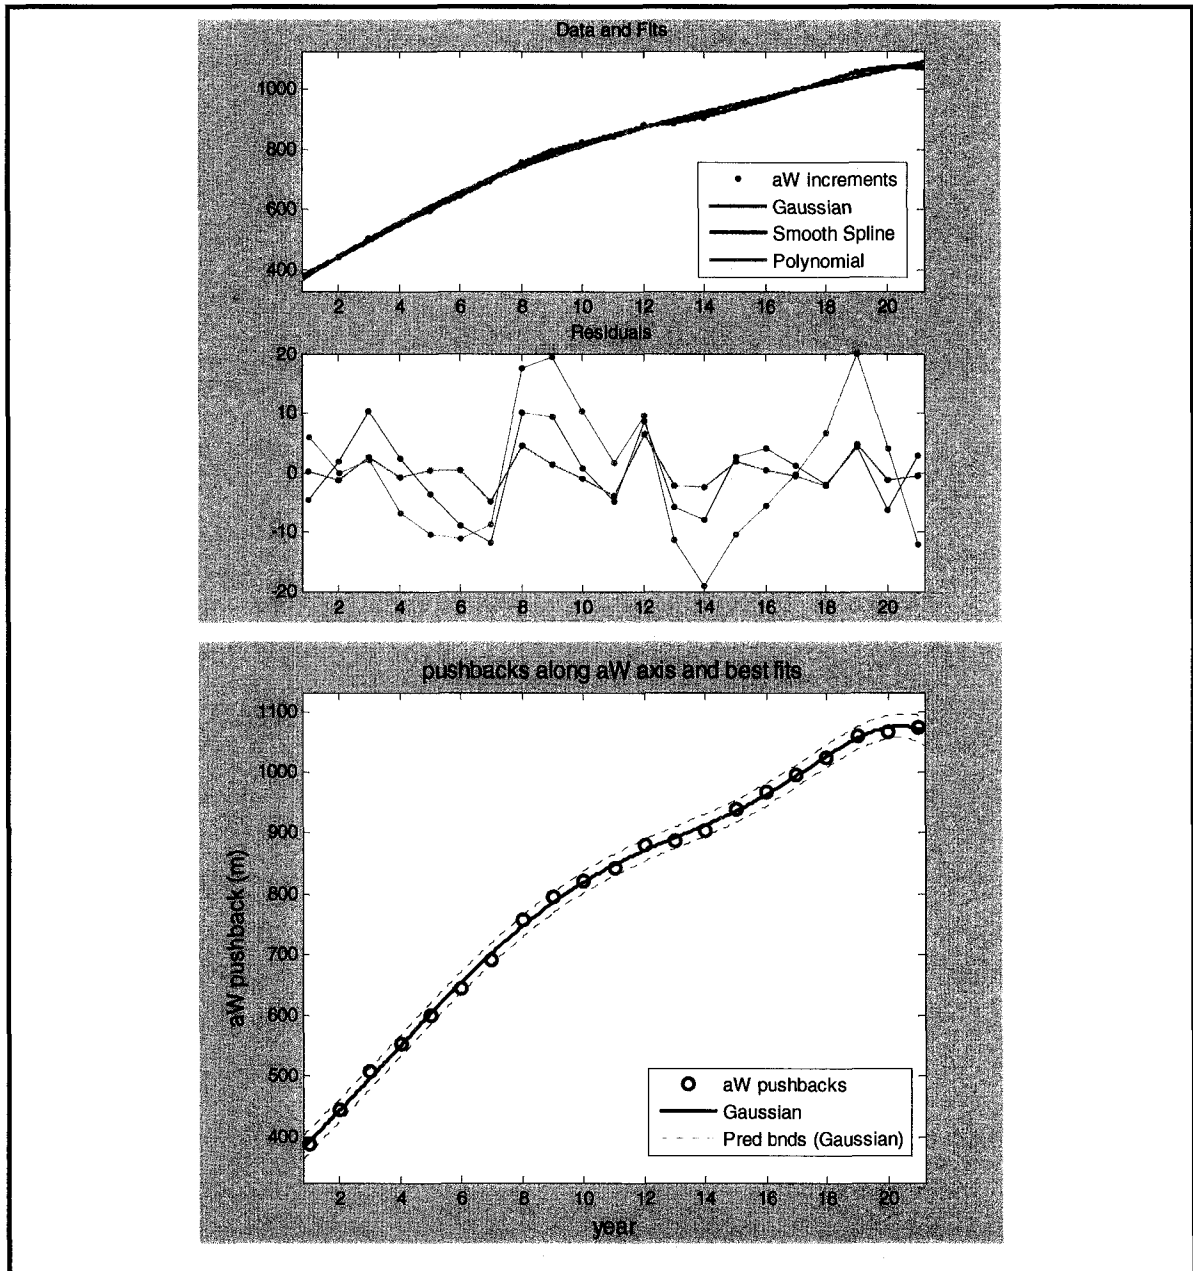 Data and Fits
1000
800
600
400
aW increments
Gaussian
Smooth Spline
Polynomial
2 4 6 8 10 12 14 16 18 20
Residuals
20
10
0
-10
-20
2 4 6 8 10 12 14 16 18 20
pushbacks along aW axis and best fits
1100
1000
900
800
700
600
500
400
aW pushback (m)
aW pushbacks
Gaussian
Pred bnds (Gaussian)
2 4 6 8 10 12 14 16 18 20
year